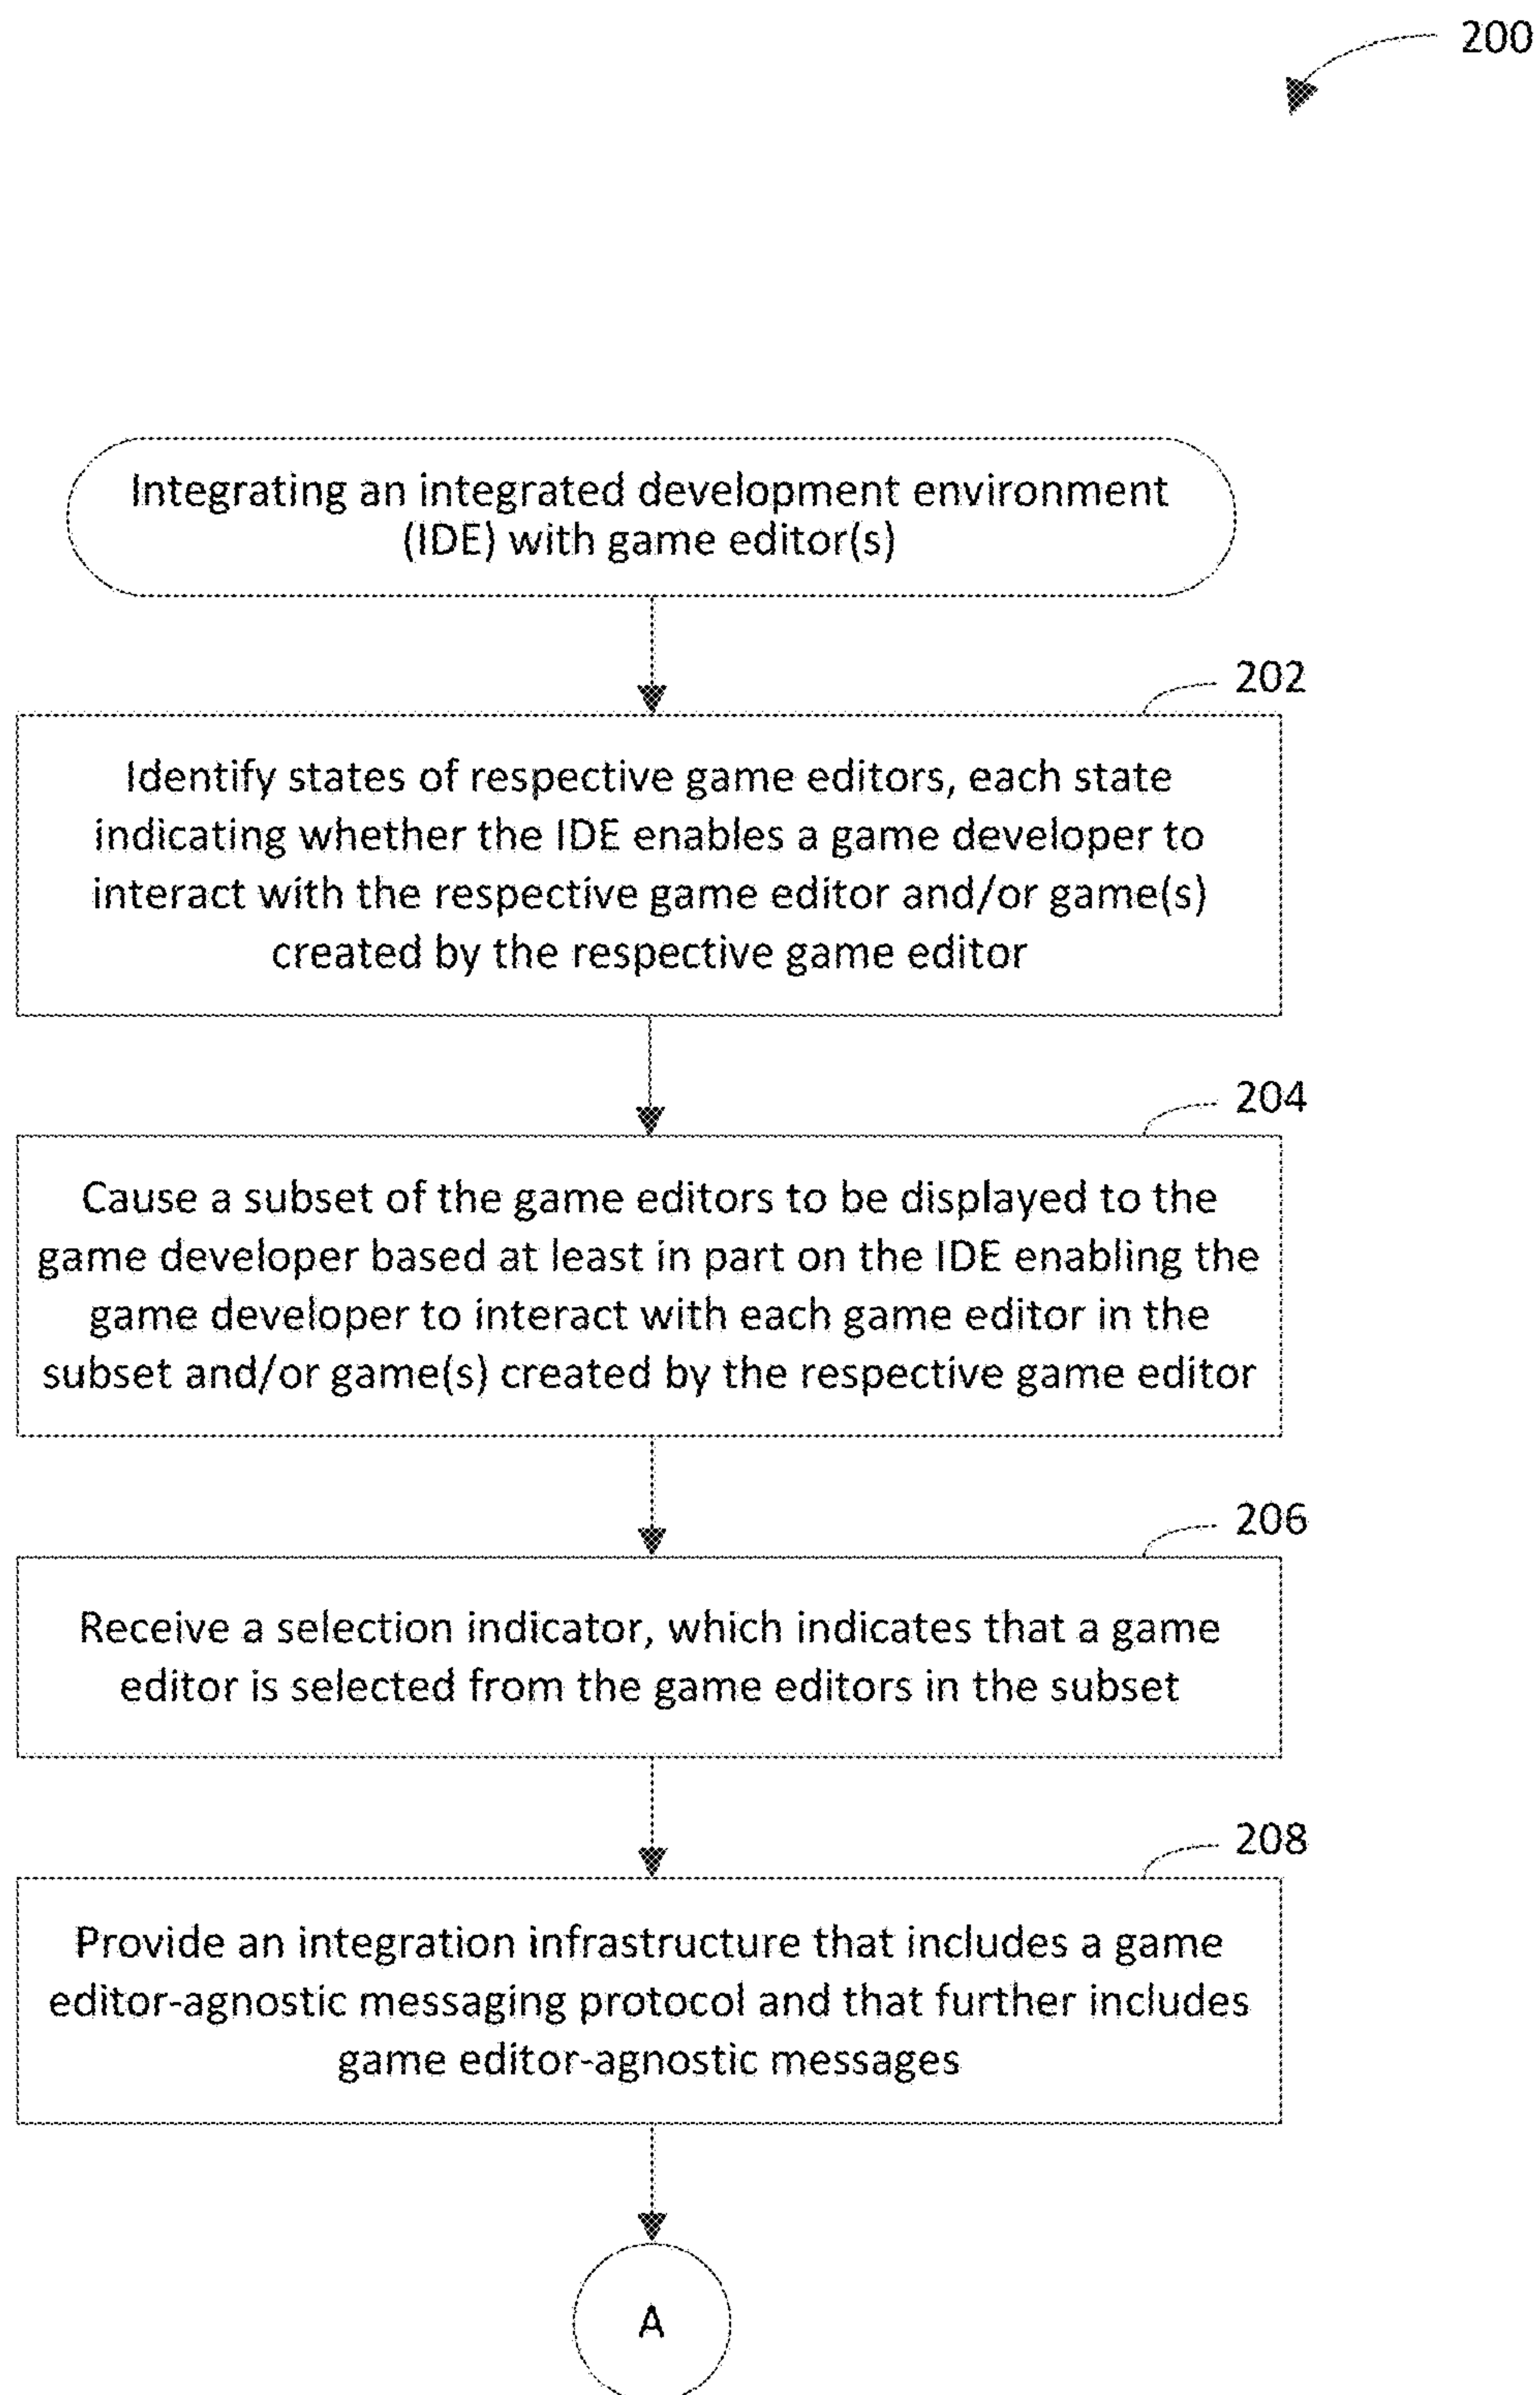 200
Integrating an integrated development environment
(IDE) with game editor(s)
202
Identify states of respective game editors, each state
indicating whether the IDE enables a game developer to
interact with the respective game editor and/or game(s)
created by the respective game editor
204
Cause a subset of the game editors to be displayed to the
game developer based at least in part on the IDE enabling the
game developer to interact with each game editor in the
subset and/or game(s) created by the respective game editor
206
Receive a selection indicator, which indicates that a game
editor is selected from the game editors in the subset
208
Provide an integration infrastructure that includes a game
editor-agnostic messaging protocol and that further includes
game editor-agnostic messages
A